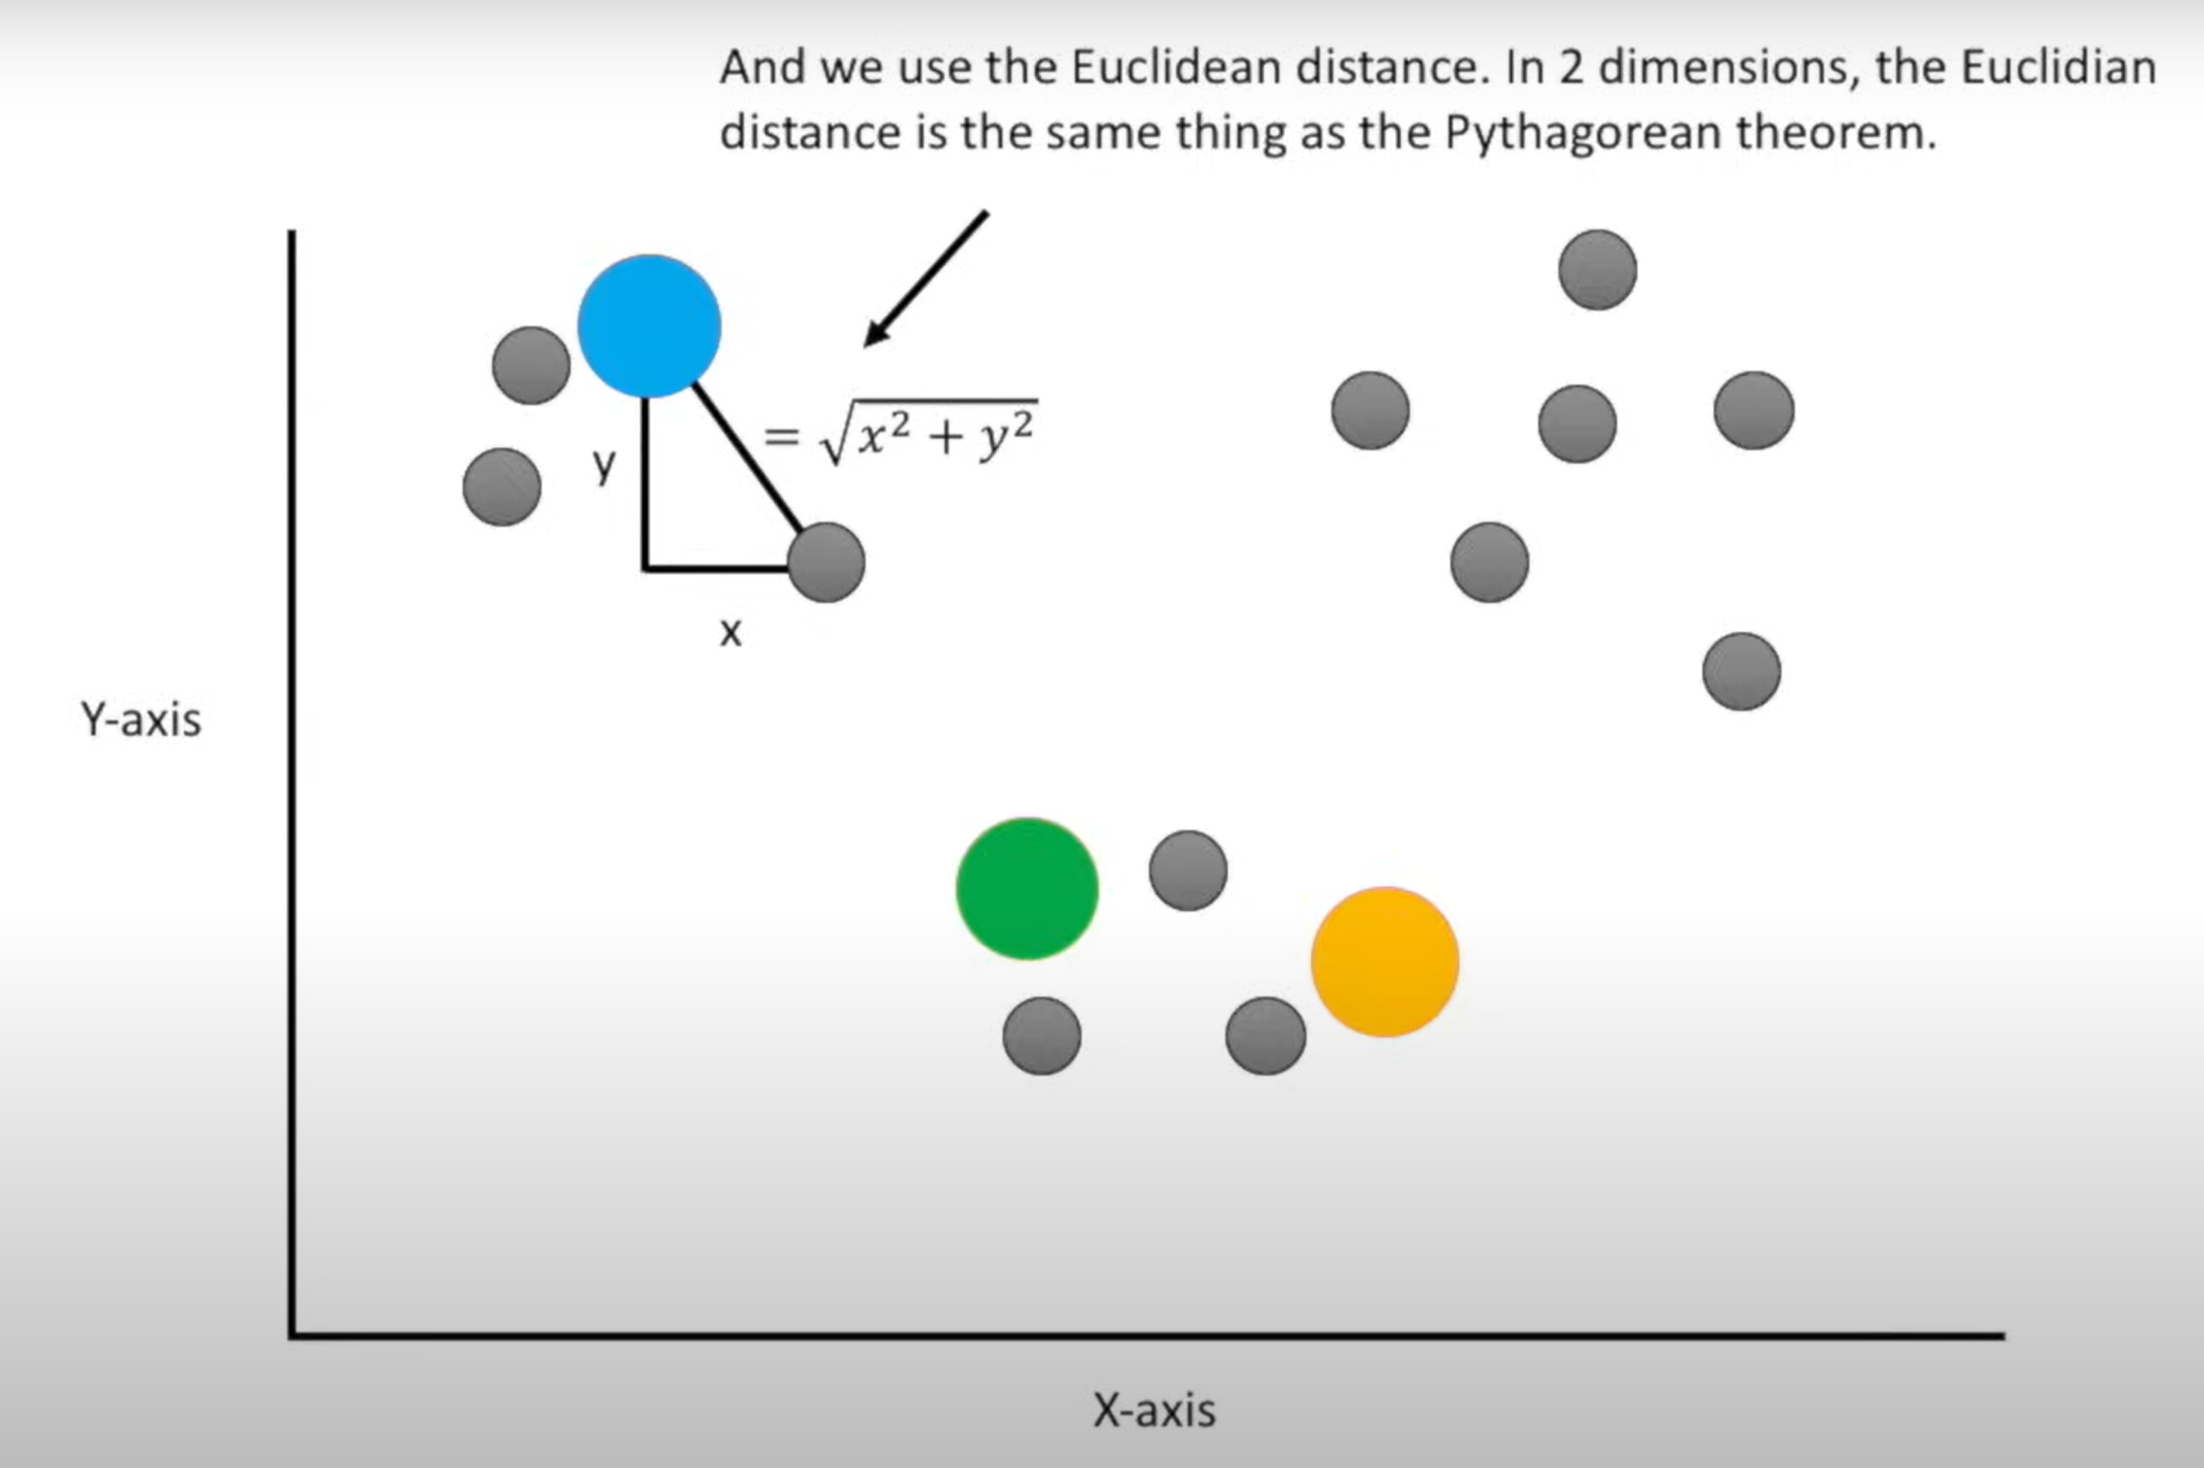 And we use the Euclidean distance. In 2 dimensions, the Euclidian
distance is the same thing as the Pythagorean theorem.
= √x² + y²
y
x
Y-axis
X-axis